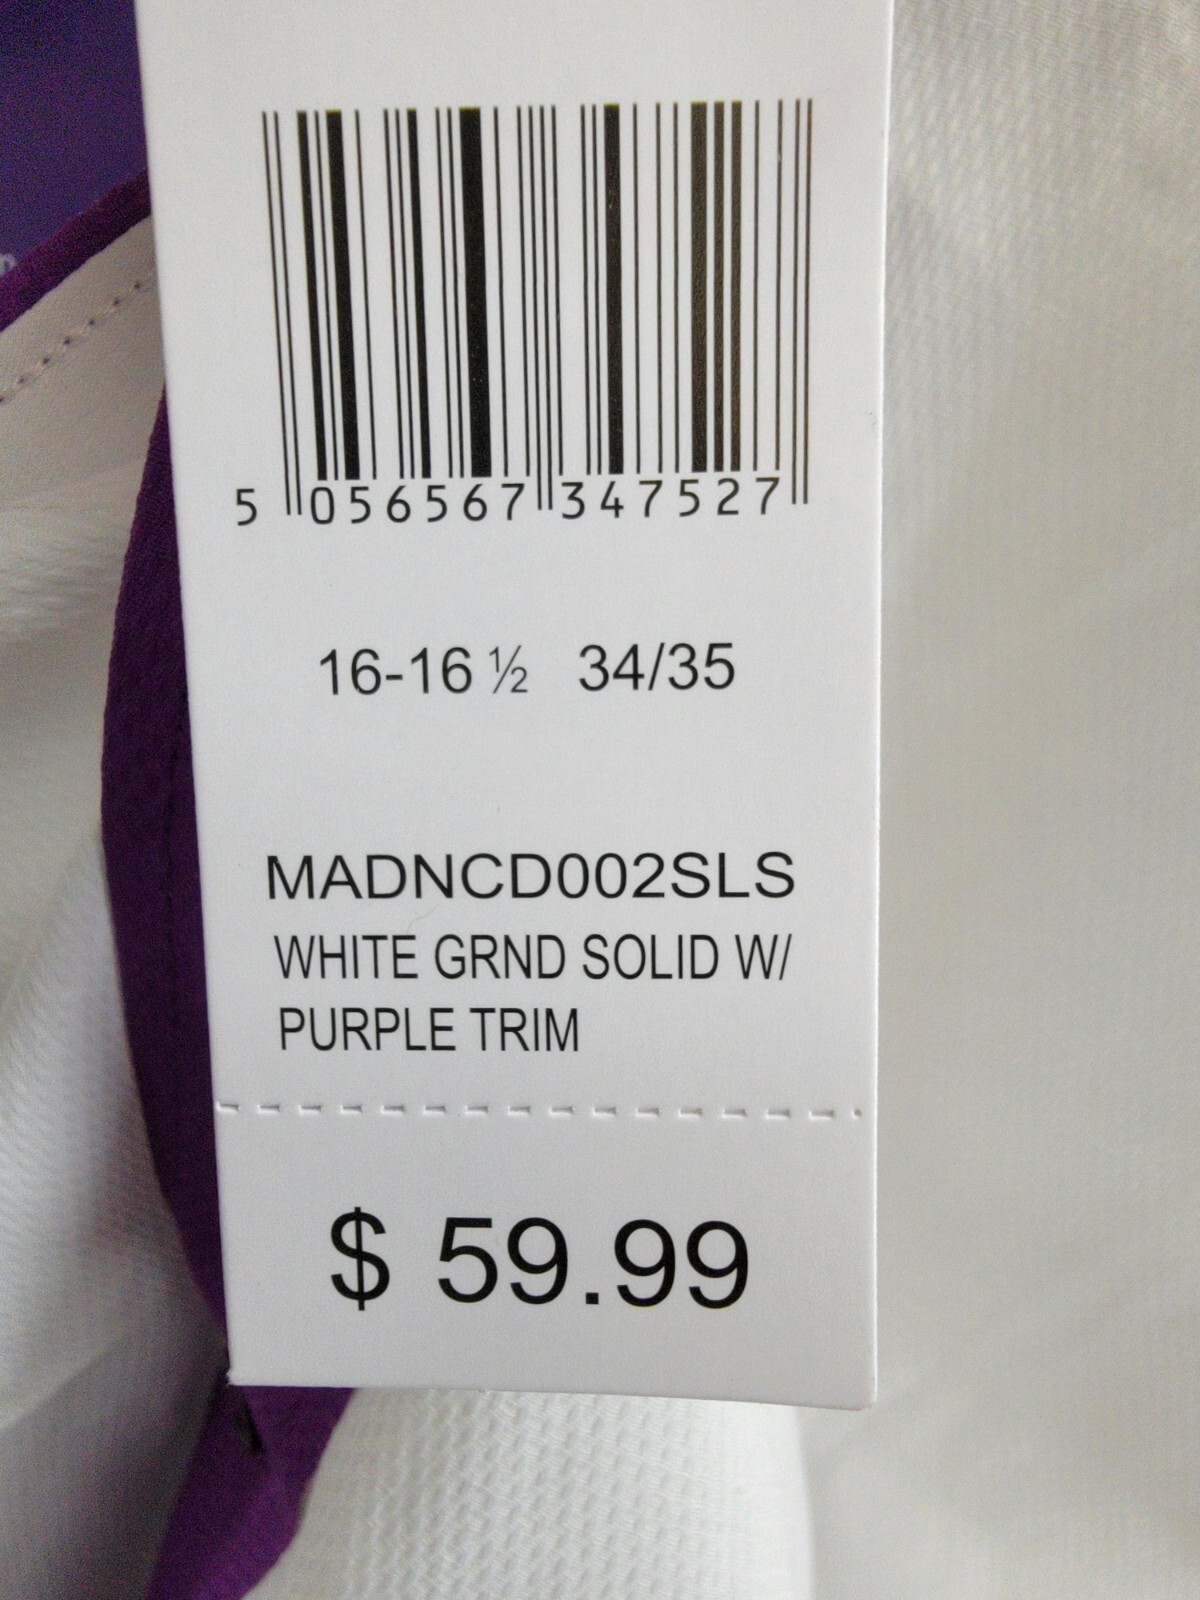 5 056567 347527
16-16 ½ 34/35
MADNCD002SLS
WHITE GRND SOLID W/
PURPLE TRIM
$ 59.99